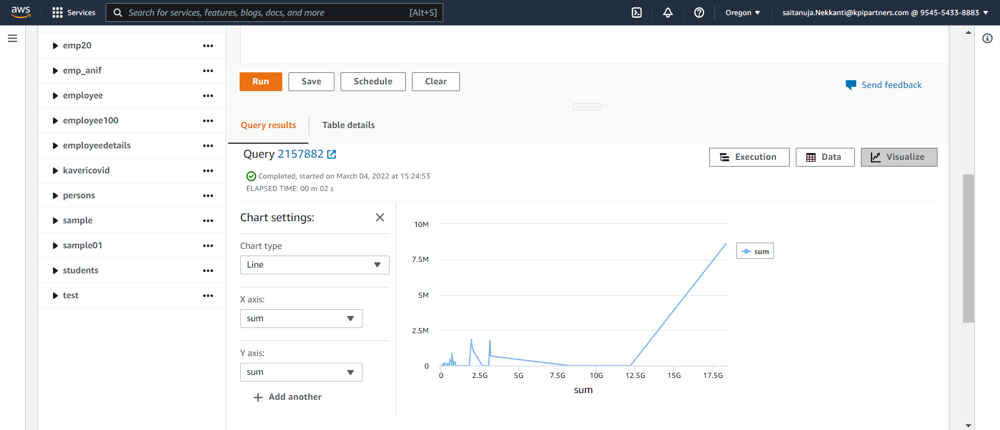 aws
Services
Search for services, features, blogs, docs, and more
[Alt+S]
Oregon
saitanuja.Nekkanti@kpipartners.com @ 9545-5433-8883
emp20
emp_anif
employee
employee100
employeedetails
kavericovid
persons
sample
sample01
students
test
Run
Save
Schedule
Clear
Send feedback
Query results
Table details
Query 2157882
Execution
Data
Visualize
Completed, started on March 04, 2022 at 15:24:53
ELAPSED TIME: 00 m 02 s
Chart settings:
Chart type
Line
X axis:
sum
Y axis:
sum
Add another
10M
7.5M
5M
2.5M
0
0
2.5G
5G
7.5G
10G
12.5G
15G
17.5G
sum
sum